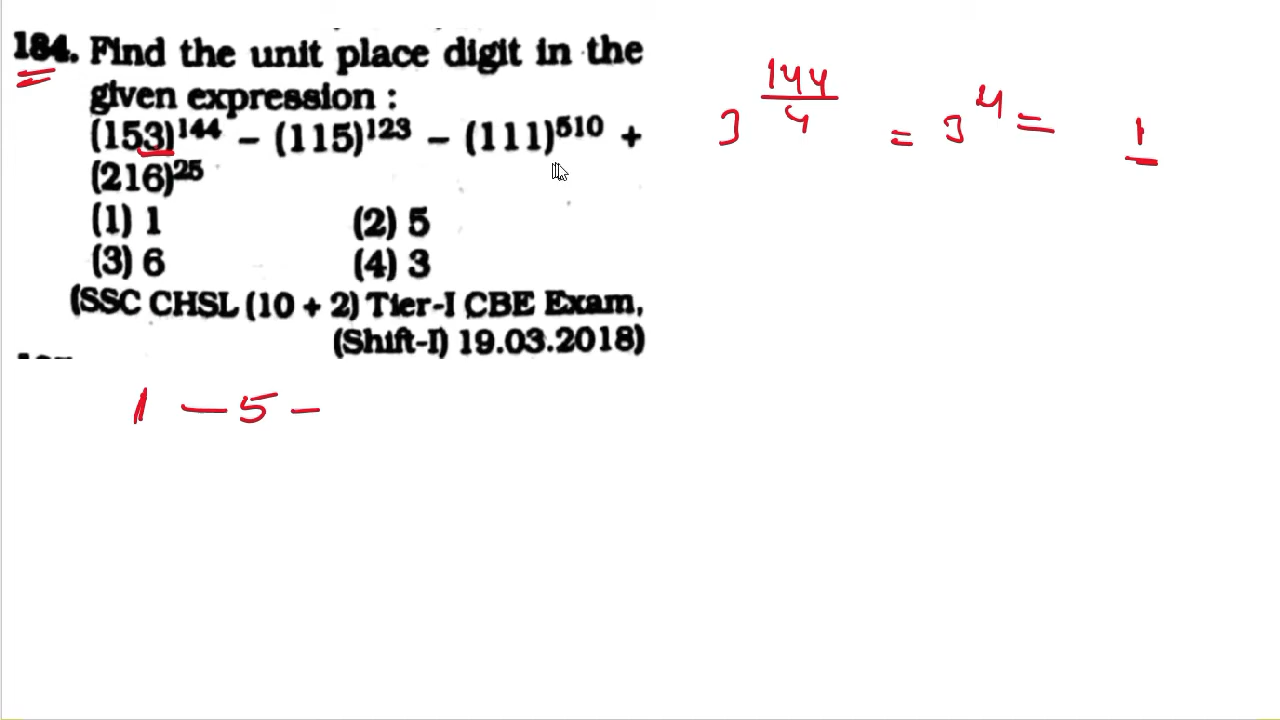 184. Find the unit place digit in the
given expression :
(153)¹⁴⁴ – (115)¹²³ – (111)⁵¹⁰ +
(216)²⁵
(1) 1 (2) 5
(3) 6 (4) 3
(SSC CHSL (10 + 2) Tier-I CBE Exam,
(Shift-I) 19.03.2018)
3^(144/4) = 3⁴ = 1
1 – 5 –